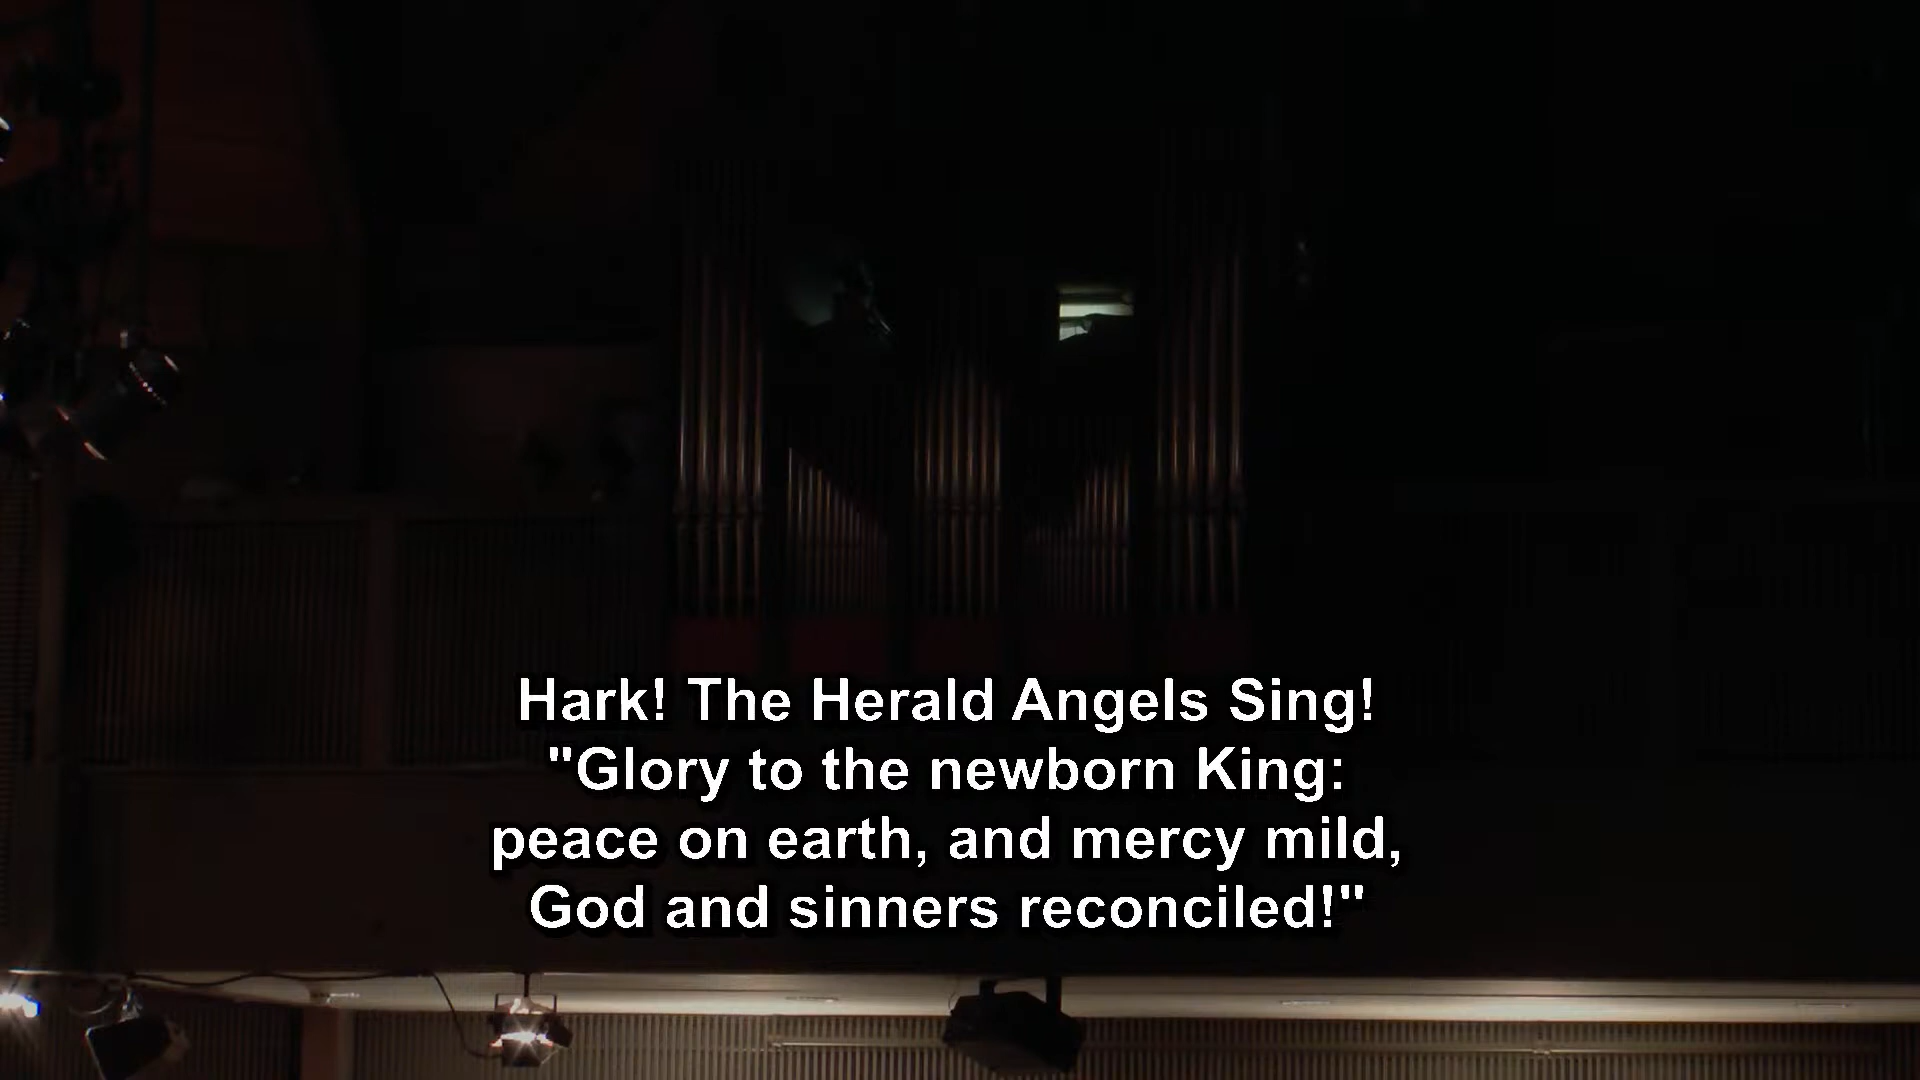 Hark! The Herald Angels Sing!
"Glory to the newborn King:
peace on earth, and mercy mild,
God and sinners reconciled!"